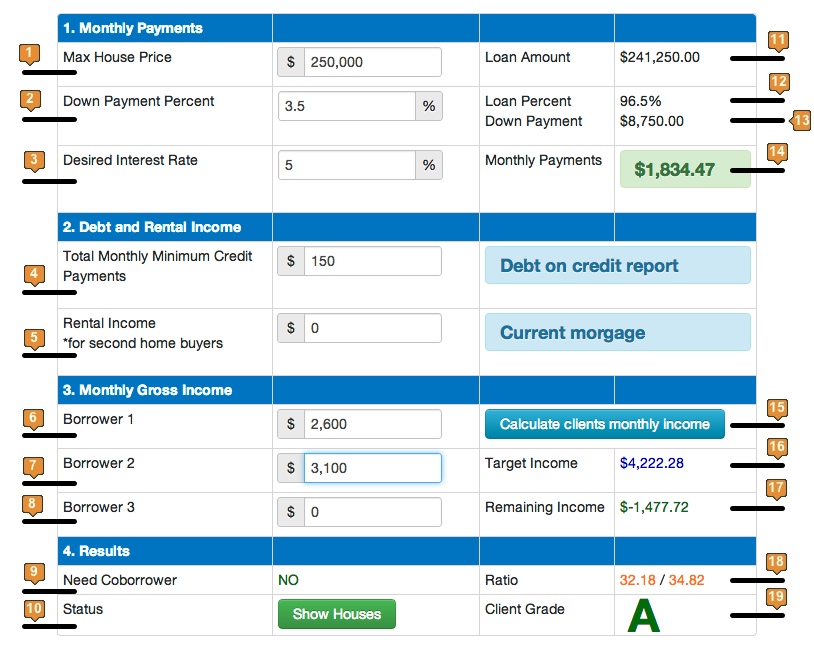 1. Monthly Payments
1 Max House Price $ 250,000 Loan Amount $241,250.00 11
2 Down Payment Percent 3.5 % Loan Percent 96.5% 12
Down Payment $8,750.00 13
3 Desired Interest Rate 5 % Monthly Payments $1,834.47 14
2. Debt and Rental Income
4 Total Monthly Minimum Credit $ 150 Debt on credit report
Payments
5 Rental Income $ 0 Current morgage
*for second home buyers
3. Monthly Gross Income
6 Borrower 1 $ 2,600 Calculate clients monthly income 15
7 Borrower 2 $ 3,100 Target Income $4,222.28 16
8 Borrower 3 $ 0 Remaining Income $-1,477.72 17
4. Results
9 Need Coborrower NO Ratio 32.18 / 34.82 18
10 Status Show Houses Client Grade A 19